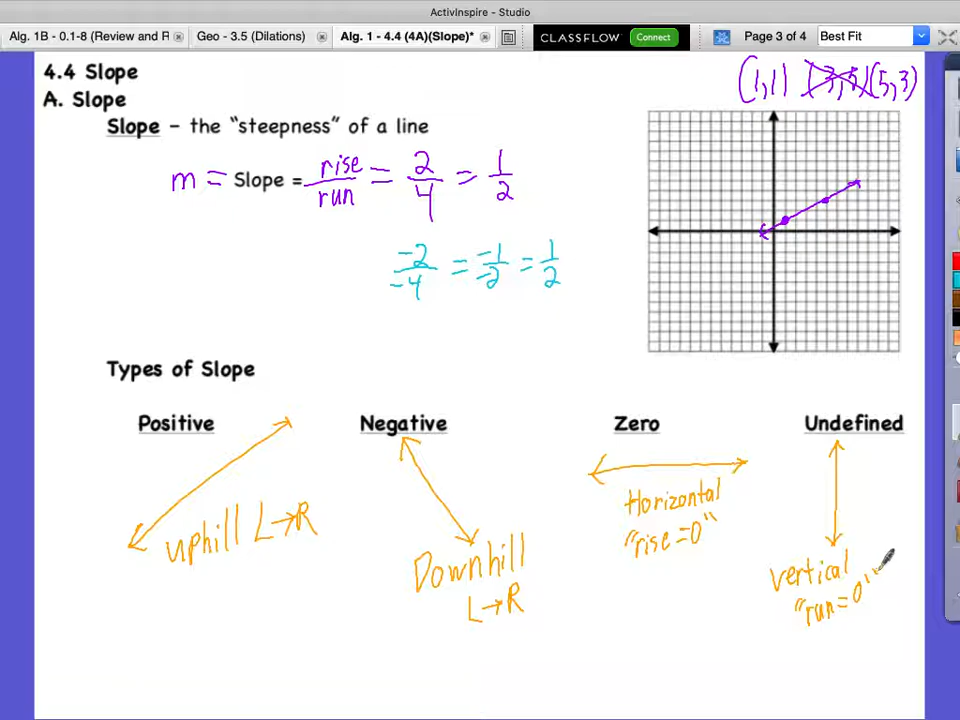 ActivInspire - Studio
Alg. 1B - 0.1-8 (Review and R
Geo - 3.5 (Dilations)
Alg. 1 - 4.4 (4A)(Slope)*
CLASSFLOW
Connect
Page 3 of 4
Best Fit
4.4 Slope
(1,1) (5,3)
A. Slope
Slope – the “steepness” of a line
m = Slope = rise/run = 2/4 = 1/2
-2/-4 = -1/-2 = 1/2
Types of Slope
Positive Negative Zero Undefined
uphill L→R
Downhill
L→R
Horizontal
"rise=0"
vertical
"run=0"